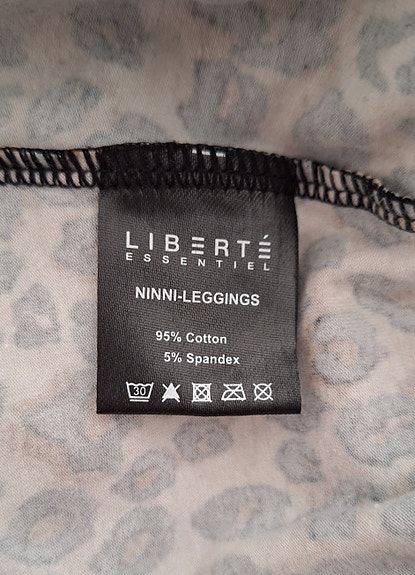 LIBERTÉ
ESSENTIEL
NINNI-LEGGINGS
95% Cotton
5% Spandex
30